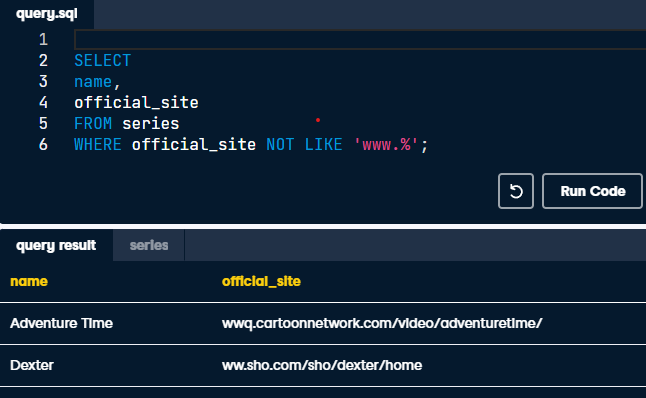 query.sql
1
2 SELECT
3 name,
4 official_site
5 FROM series
6 WHERE official_site NOT LIKE 'www.%';
Run Code
query result series
name official_site
Adventure Time wwq.cartoonnetwork.com/video/adventuretime/
Dexter ww.sho.com/sho/dexter/home